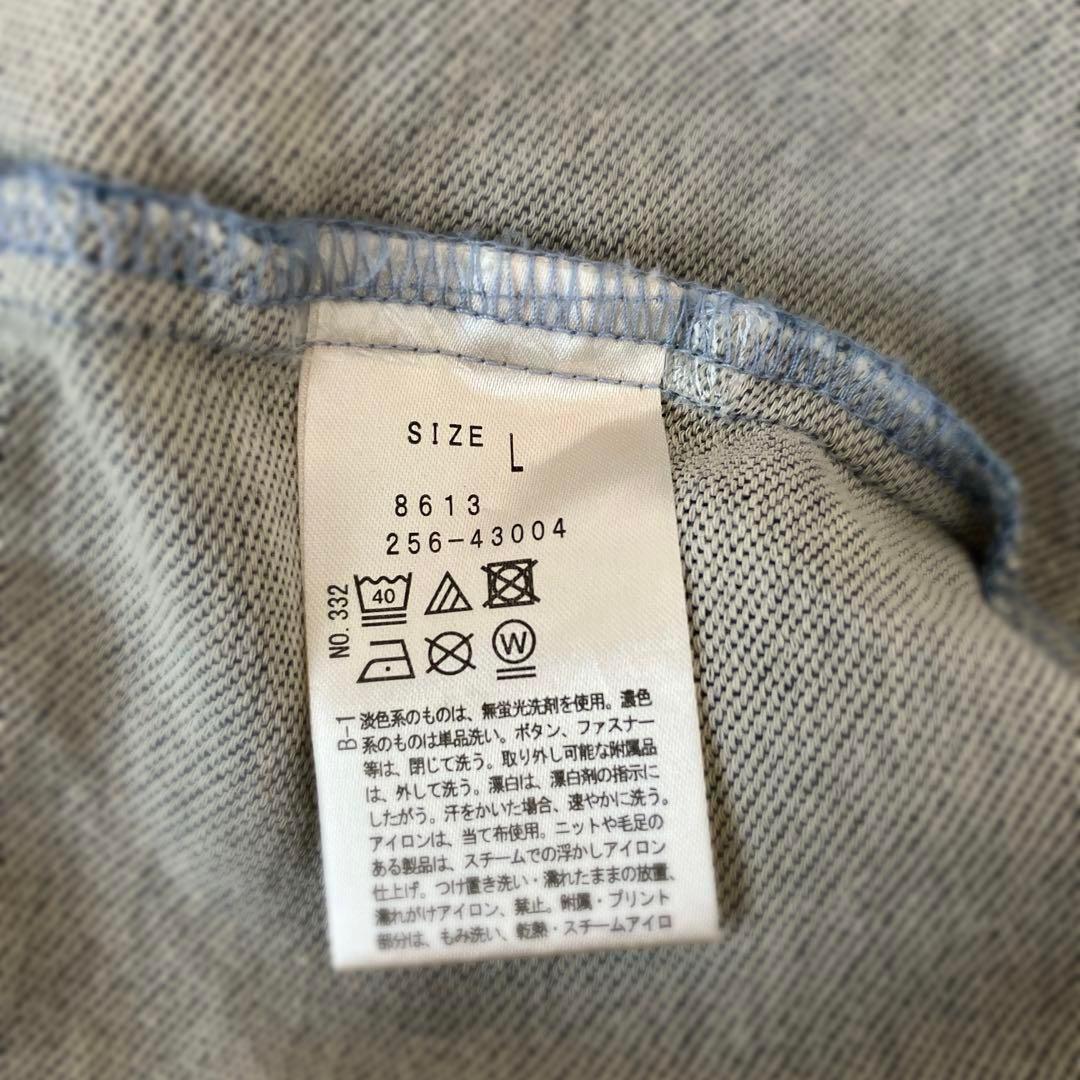 SIZE L
8613
256-43004
NO. 332
40
W
B-1
淡色系のものは、無蛍光洗剤を使用。濃色
系のものは単品洗い。ボタン、ファスナー
等は、閉じて洗う。取り外し可能な附属品
は、外して洗う。漂白は、漂白剤の指示に
したがう。汗をかいた場合、速やかに洗う。
アイロンは、当て布使用。ニットや毛足の
ある製品は、スチームでの浮かしアイロン
仕上げ。つけ置き洗い・濡れたままの放置、
濡れがけアイロン、禁止。附属・プリント
部分は、もみ洗い、乾熱・スチームアイロ